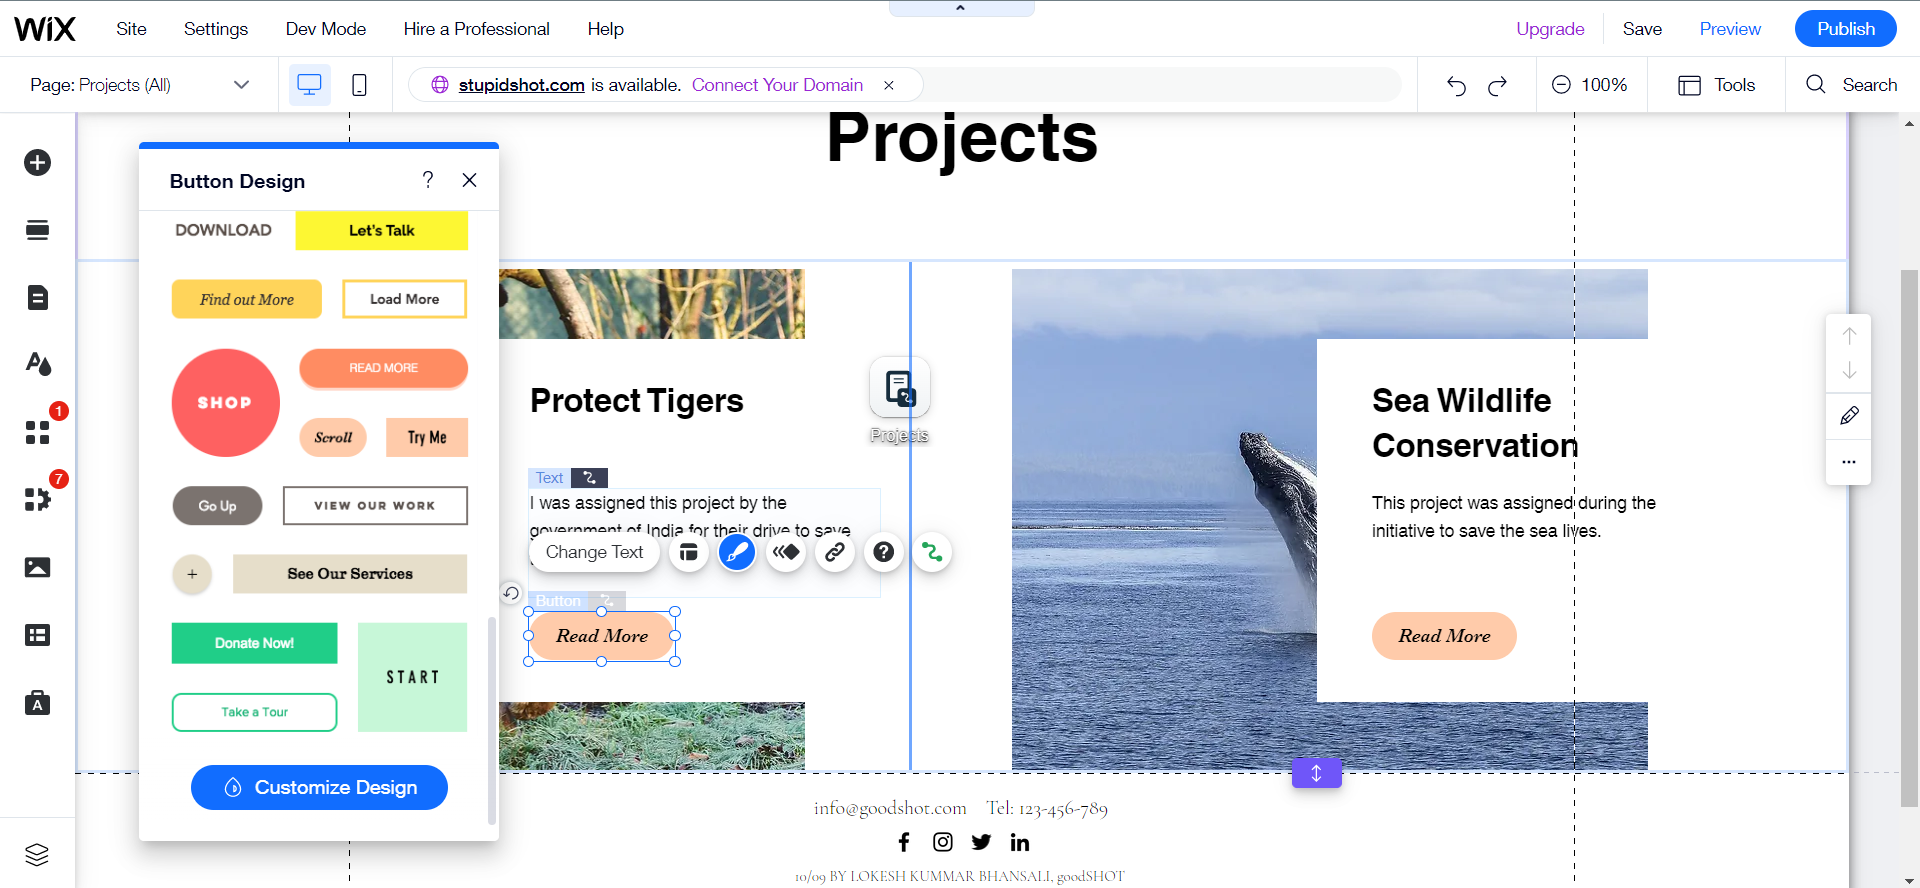 WiX
Site
Settings
Dev Mode
Hire a Professional
Help
Upgrade
Save
Preview
Publish
Page: Projects (All)
stupidshot.com is available. Connect Your Domain
100%
Tools
Search
Projects
Button Design
?
DOWNLOAD
Let's Talk
Find out More
Load More
SHOP
READ MORE
Scroll
Try Me
Go Up
VIEW OUR WORK
+
See Our Services
Donate Now!
START
Take a Tour
Customize Design
1
7
A
Protect Tigers
Projects
Text
I was assigned this project by the
government of India for their drive to save
Change Text
?
Button
Read More
Sea Wildlife
Conservation
This project was assigned during the
initiative to save the sea lives.
Read More
info@goodshot.com Tel: 123-456-789
10/09 BY LOKESH KUMMAR BHANSALI, goodSHOT